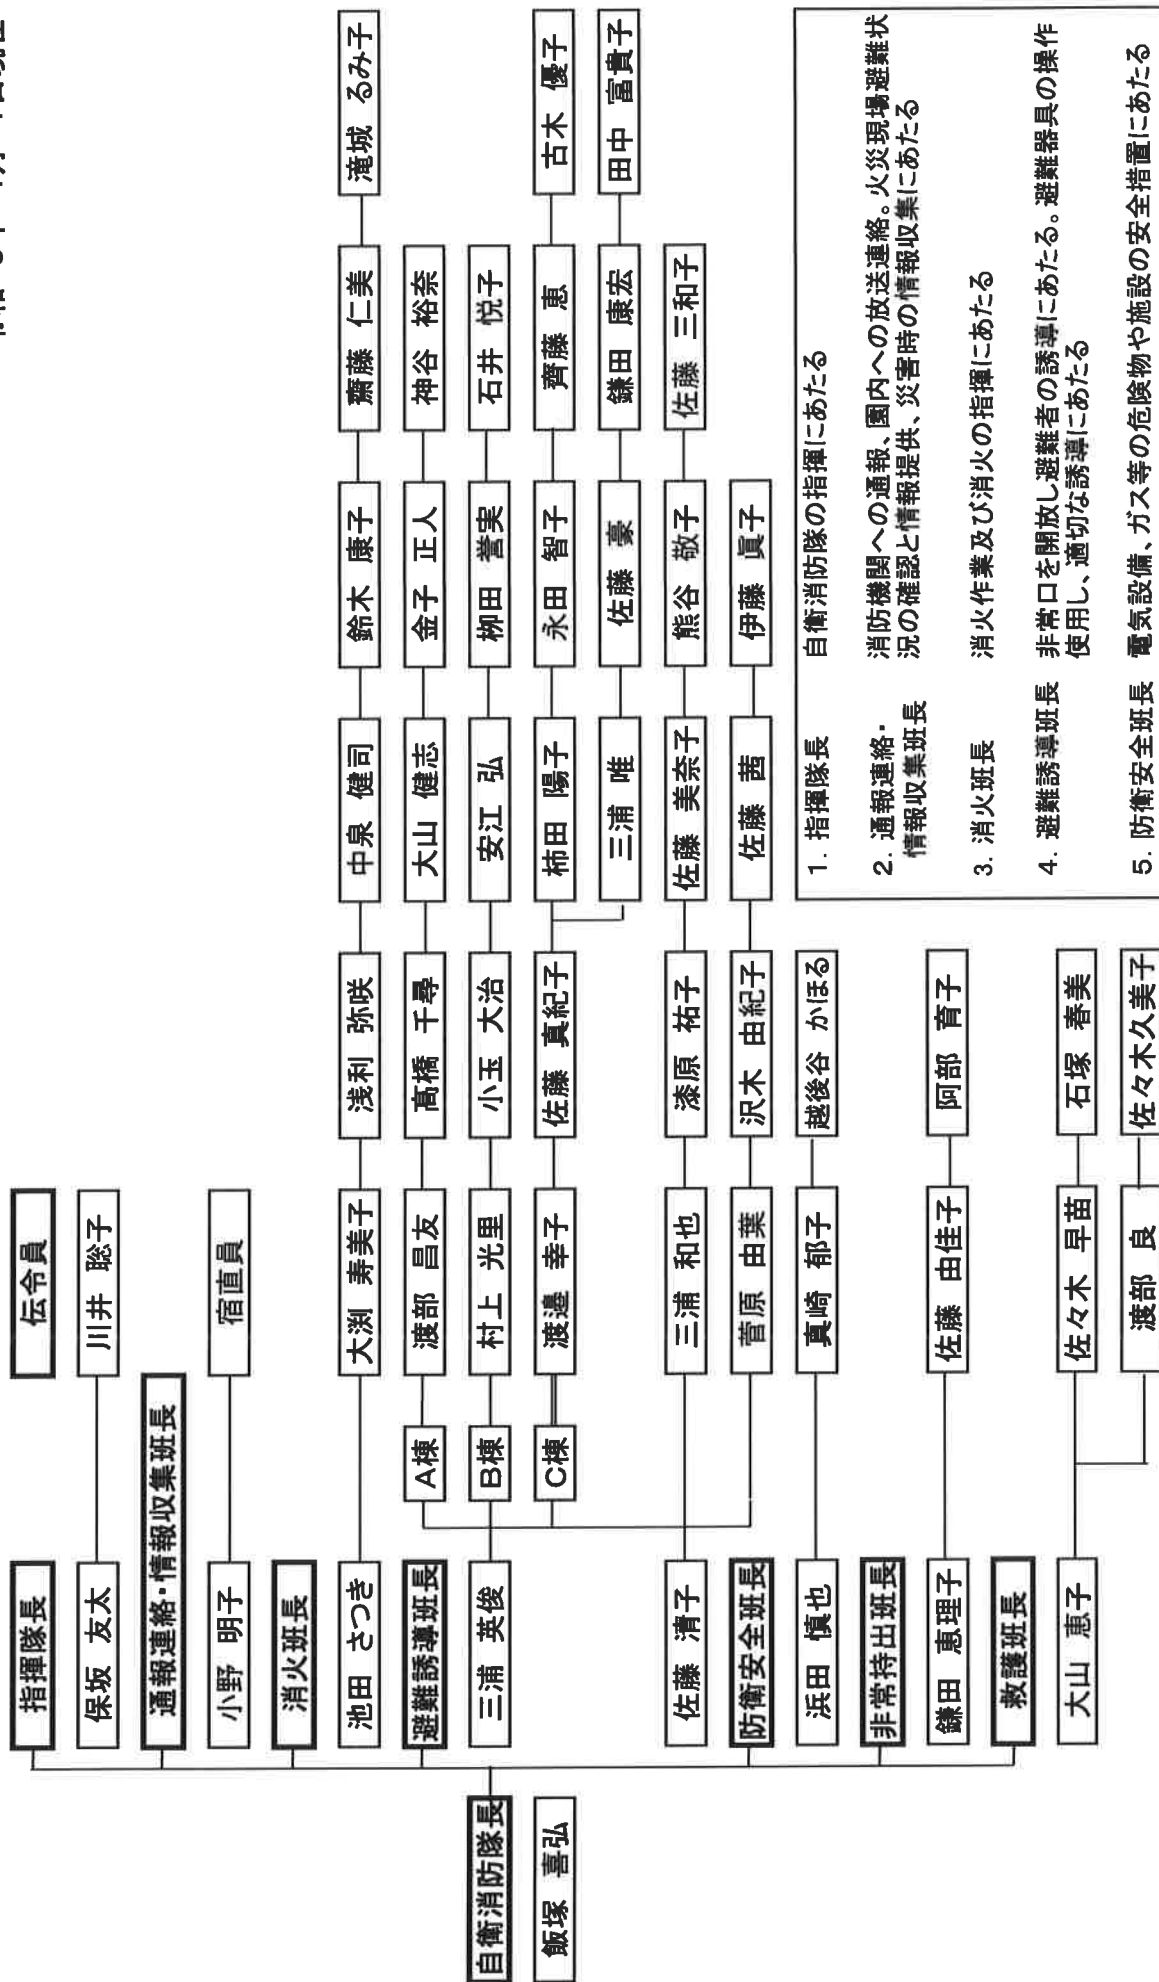 自衛消防隊長
飯塚 喜弘
指揮隊長 伝令員
保坂 友太 川井 聡子
通報連絡・情報収集班長
小野 明子 宿直員
消火班長
池田 さつき 大渕 寿美子 浅利 弥咲 中泉 健司 鈴木 康子 齋藤 仁美 滝城 るみ子
避難誘導班長 A棟 渡部 昌友 髙橋 千尋 大山 健志 金子 正人 神谷 裕奈
三浦 英俊 B棟 村上 光里 小玉 大治 安江 弘 柳田 誉実 石井 悦子
C棟 渡邉 幸子 佐藤 真紀子 柿田 陽子 永田 智子 齊藤 恵 古木 優子
三浦 唯 佐藤 豪 鎌田 康宏 田中 富貴子
佐藤 清子 三浦 和也 漆原 祐子 佐藤 美奈子 熊谷 敬子 佐藤 三和子
防衛安全班長 菅原 由葉 沢木 由紀子 佐藤 茜 伊藤 眞子
浜田 慎也 真崎 郁子 越後谷 かほる
非常持出班長
鎌田 恵理子 佐藤 由佳子 阿部 育子
救護班長
大山 恵子 佐々木 早苗 石塚 春美
渡部 良 佐々木久美子
1. 指揮隊長 自衛消防隊の指揮にあたる
2. 通報連絡・ 消防機関への通報、園内への放送連絡。火災現場避難状
情報収集班長 況の確認と情報提供、災害時の情報収集にあたる
3. 消火班長 消火作業及び消火の指揮にあたる
4. 避難誘導班長 非常口を開放し避難者の誘導にあたる。避難器具の操作
使用し、適切な誘導にあたる
5. 防衛安全班長 電気設備、ガス等の危険物や施設の安全措置にあたる